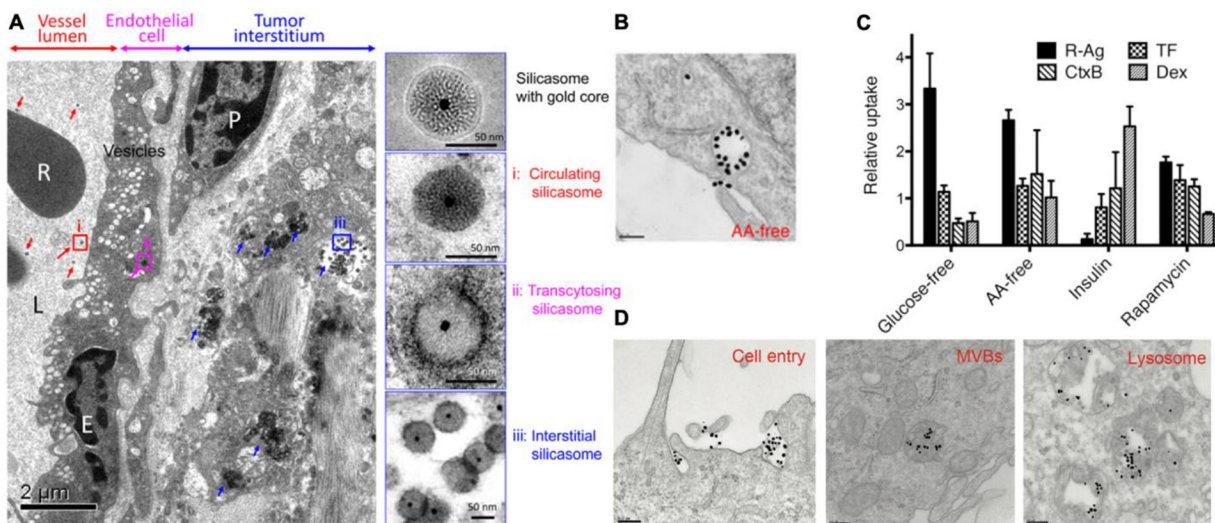 A
Vessel
lumen
Endothelial
cell
Tumor
interstitium
R
Vesicles
P
i
ii
iii
L
E
2 μm
50 nm
Silicasome
with gold core
50 nm
i: Circulating
silicasome
50 nm
ii: Transcytosing
silicasome
50 nm
iii: Interstitial
silicasome
B
AA-free
C
Relative uptake
4
3
2
1
0
R-Ag
TF
CtxB
Dex
Glucose-free
AA-free
Insulin
Rapamycin
D
Cell entry
MVBs
Lysosome